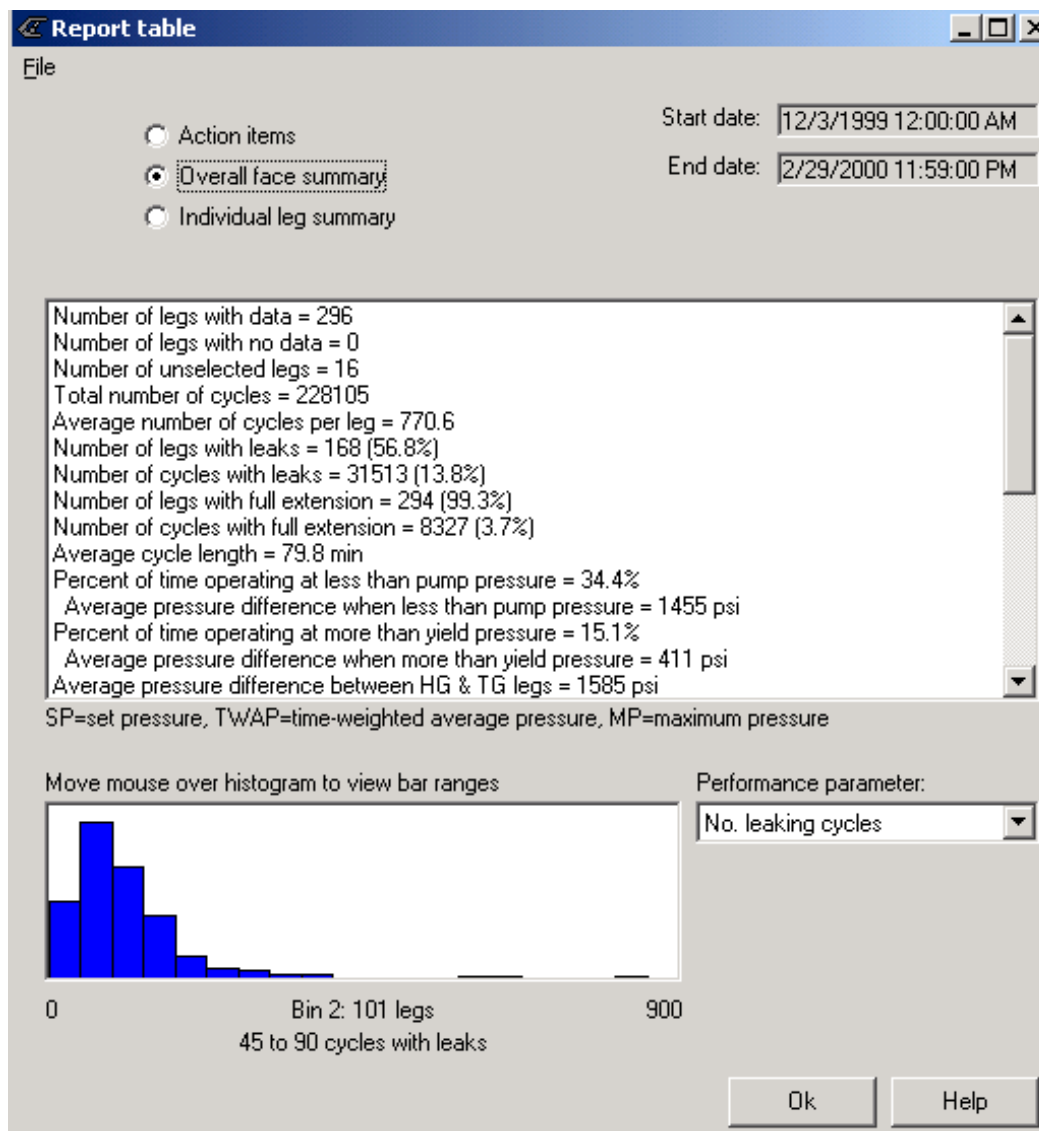 Report table
File
Action items
Overall face summary
Individual leg summary
Start date: 12/3/1999 12:00:00 AM
End date: 2/29/2000 11:59:00 PM
Number of legs with data = 296
Number of legs with no data = 0
Number of unselected legs = 16
Total number of cycles = 228105
Average number of cycles per leg = 770.6
Number of legs with leaks = 168 (56.8%)
Number of cycles with leaks = 31513 (13.8%)
Number of legs with full extension = 294 (99.3%)
Number of cycles with full extension = 8327 (3.7%)
Average cycle length = 79.8 min
Percent of time operating at less than pump pressure = 34.4%
Average pressure difference when less than pump pressure = 1455 psi
Percent of time operating at more than yield pressure = 15.1%
Average pressure difference when more than yield pressure = 411 psi
Average pressure difference between HG & TG legs = 1585 psi
SP=set pressure, TWAP=time-weighted average pressure, MP=maximum pressure
Move mouse over histogram to view bar ranges
Performance parameter:
No. leaking cycles
0 Bin 2: 101 legs 900
45 to 90 cycles with leaks
Ok Help